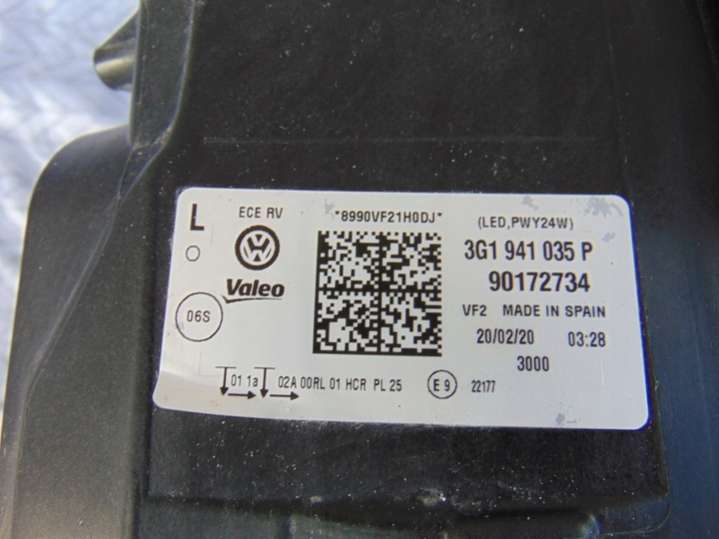 L ECE RV *8990VF21H0DJ* (LED,PWY24W)
3G1 941 035 P
Valeo 90172734
VF2 MADE IN SPAIN
06S 20/02/20 03:28
3000
01 1a 02A 00RL 01 HCR PL 25 E 9 22177